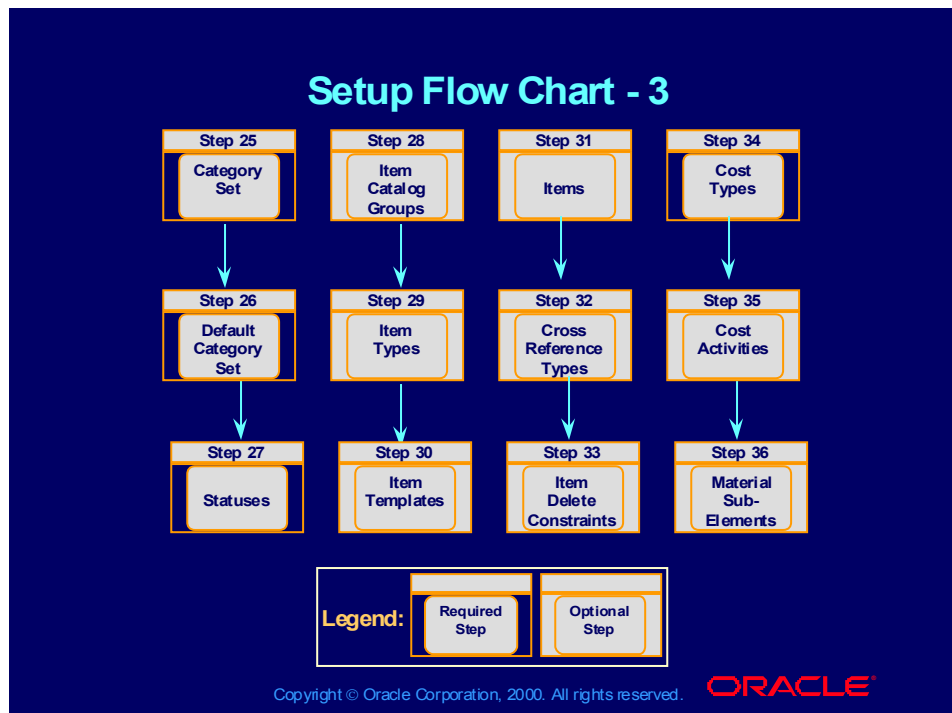 Setup Flow Chart - 3
Step 25
Category
Set
Step 28
Item
Catalog
Groups
Step 31
Items
Step 34
Cost
Types
Step 26
Default
Category
Set
Step 29
Item
Types
Step 32
Cross
Reference
Types
Step 35
Cost
Activities
Step 27
Statuses
Step 30
Item
Templates
Step 33
Item
Delete
Constraints
Step 36
Material
Sub-
Elements
Legend:
Required
Step
Optional
Step
Copyright © Oracle Corporation, 2000. All rights reserved.
ORACLE®